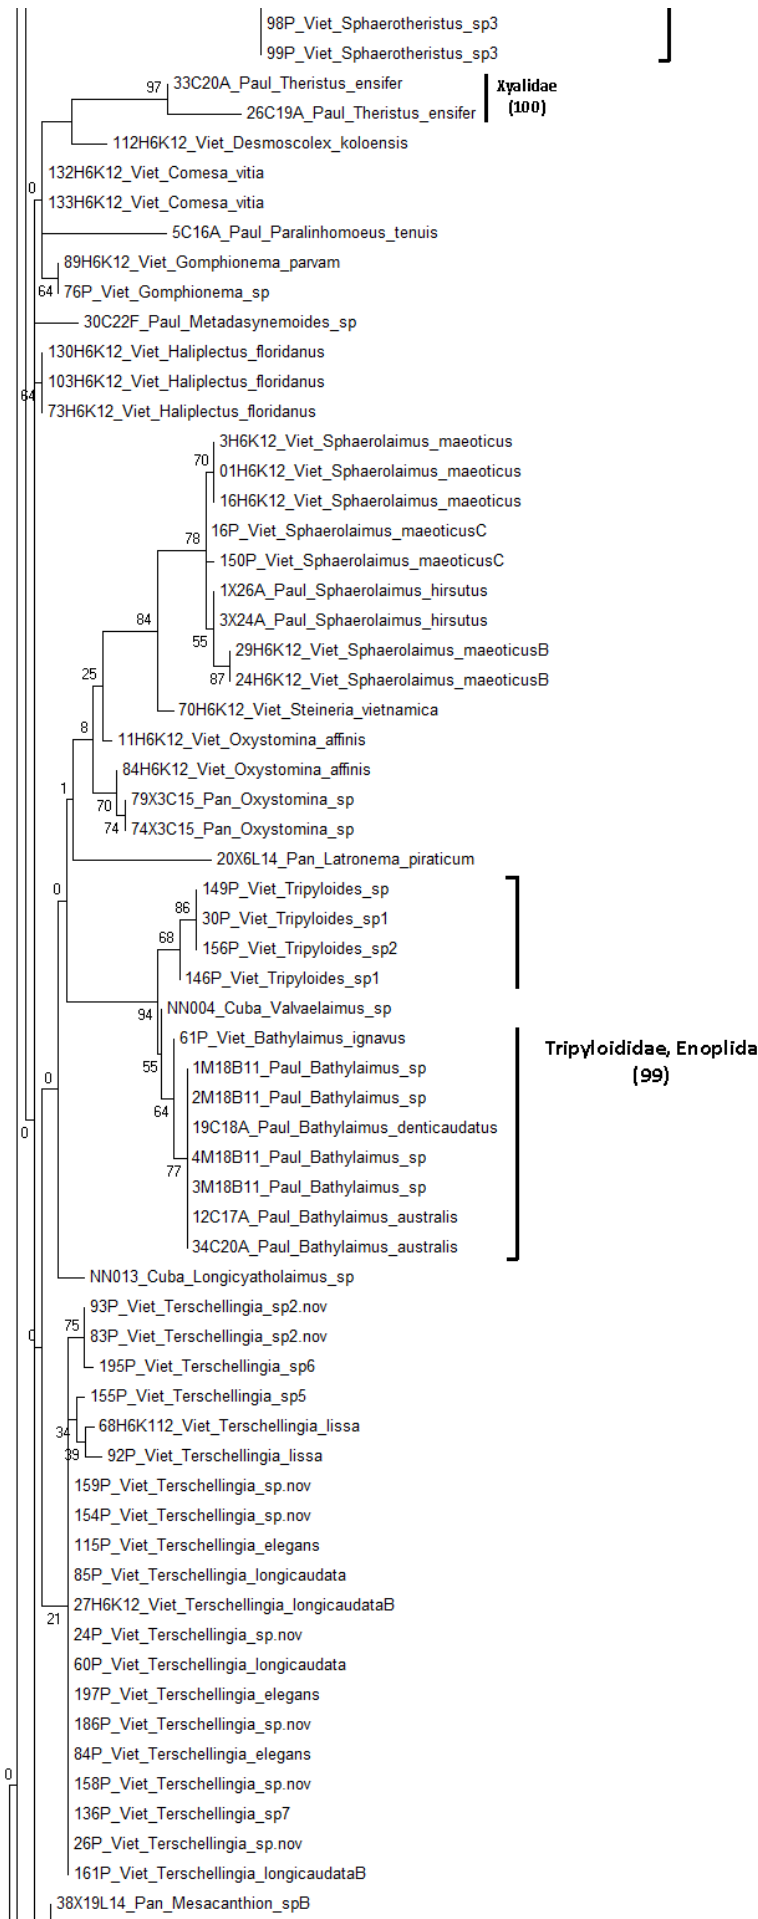 98P_Viet_Sphaerotheristus_sp3
99P_Viet_Sphaerotheristus_sp3
97
33C20A_Paul_Theristus_ensifer
26C19A_Paul_Theristus_ensifer
Xyalidae
(100)
112H6K12_Viet_Desmoscolex_koloensis
132H6K12_Viet_Comesa_vitia
0
133H6K12_Viet_Comesa_vitia
5C16A_Paul_Paralinhomoeus_tenuis
89H6K12_Viet_Gomphionema_parvam
64
76P_Viet_Gomphionema_sp
30C22F_Paul_Metadasynemoides_sp
130H6K12_Viet_Haliplectus_floridanus
103H6K12_Viet_Haliplectus_floridanus
64
73H6K12_Viet_Haliplectus_floridanus
3H6K12_Viet_Sphaerolaimus_maeoticus
70
01H6K12_Viet_Sphaerolaimus_maeoticus
16H6K12_Viet_Sphaerolaimus_maeoticus
16P_Viet_Sphaerolaimus_maeoticusC
78
150P_Viet_Sphaerolaimus_maeoticusC
1X26A_Paul_Sphaerolaimus_hirsutus
84
3X24A_Paul_Sphaerolaimus_hirsutus
55
29H6K12_Viet_Sphaerolaimus_maeoticusB
25
87
24H6K12_Viet_Sphaerolaimus_maeoticusB
70H6K12_Viet_Steineria_vietnamica
8
11H6K12_Viet_Oxystomina_affinis
84H6K12_Viet_Oxystomina_affinis
1
70
79X3C15_Pan_Oxystomina_sp
74
74X3C15_Pan_Oxystomina_sp
20X6L14_Pan_Latronema_piraticum
0
149P_Viet_Tripyloides_sp
86
30P_Viet_Tripyloides_sp1
68
156P_Viet_Tripyloides_sp2
146P_Viet_Tripyloides_sp1
94
NN004_Cuba_Valvaelaimus_sp
61P_Viet_Bathylaimus_ignavus
Tripyloididae, Enoplida
(99)
55
1M18B11_Paul_Bathylaimus_sp
0
2M18B11_Paul_Bathylaimus_sp
64
19C18A_Paul_Bathylaimus_denticaudatus
0
4M18B11_Paul_Bathylaimus_sp
77
3M18B11_Paul_Bathylaimus_sp
12C17A_Paul_Bathylaimus_australis
34C20A_Paul_Bathylaimus_australis
NN013_Cuba_Longicyatholaimus_sp
93P_Viet_Terschellingia_sp2.nov
75
0
83P_Viet_Terschellingia_sp2.nov
195P_Viet_Terschellingia_sp6
155P_Viet_Terschellingia_sp5
34
68H6K112_Viet_Terschellingia_lissa
39
92P_Viet_Terschellingia_lissa
159P_Viet_Terschellingia_sp.nov
154P_Viet_Terschellingia_sp.nov
115P_Viet_Terschellingia_elegans
85P_Viet_Terschellingia_longicaudata
27H6K12_Viet_Terschellingia_longicaudataB
21
24P_Viet_Terschellingia_sp.nov
60P_Viet_Terschellingia_longicaudata
197P_Viet_Terschellingia_elegans
186P_Viet_Terschellingia_sp.nov
84P_Viet_Terschellingia_elegans
0
158P_Viet_Terschellingia_sp.nov
136P_Viet_Terschellingia_sp7
26P_Viet_Terschellingia_sp.nov
161P_Viet_Terschellingia_longicaudataB
38X19L14_Pan_Mesacanthion_spB